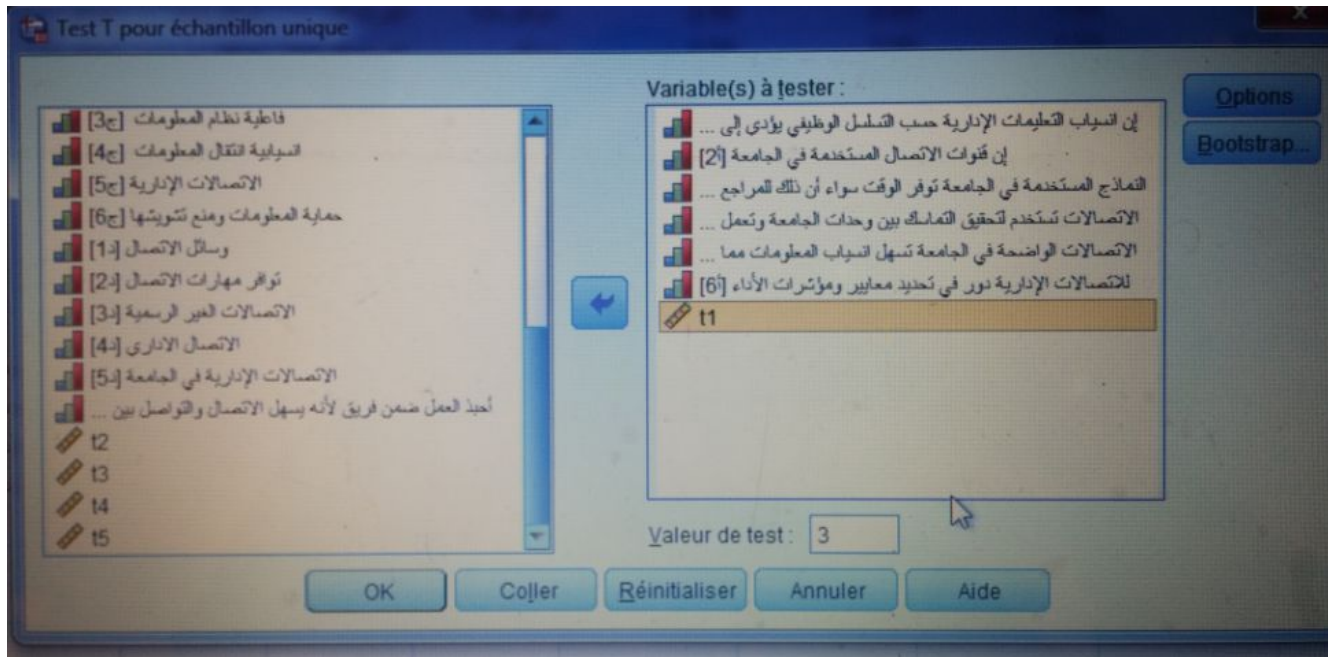 Test T pour échantillon unique
فاطية نظام المعلومات [ج3]
انسيابية انتقال المعلومات [ج4]
الاتصالات الإدارية [ج5]
حماية المعلومات ومنع تشويشها [ج6]
وسائل الاتصال [د1]
توافر مهارات الاتصال [د2]
الاتصالات الغير الرسمية [د3]
الاتصال الاداري [د4]
الاتصالات الإدارية في الجامعة [د5]
أحبذ العمل ضمن فريق لأنه يسهل الاتصال والتواصل بين ...
t2
t3
t4
t5
Variable(s) à tester :
إن انسياب التعليمات الإدارية حسب التسلسل الوظيفي يؤدي إلى ...
إن قنوات الاتصال المستخدمة في الجامعة [أ2]
النماذج المستخدمة في الجامعة توفر الوقت سواء أن ذلك للمراجع ...
الاتصالات تستخدم لتحقيق التماسك بين وحدات الجامعة وتعمل ...
الاتصالات الواضحة في الجامعة تسهل انسياب المعلومات مما ...
للاتصالات الإدارية دور في تحديد معايير ومؤشرات الأداء [أ6]
t1
Valeur de test : 3
Options
Bootstrap...
OK Coller Réinitialiser Annuler Aide